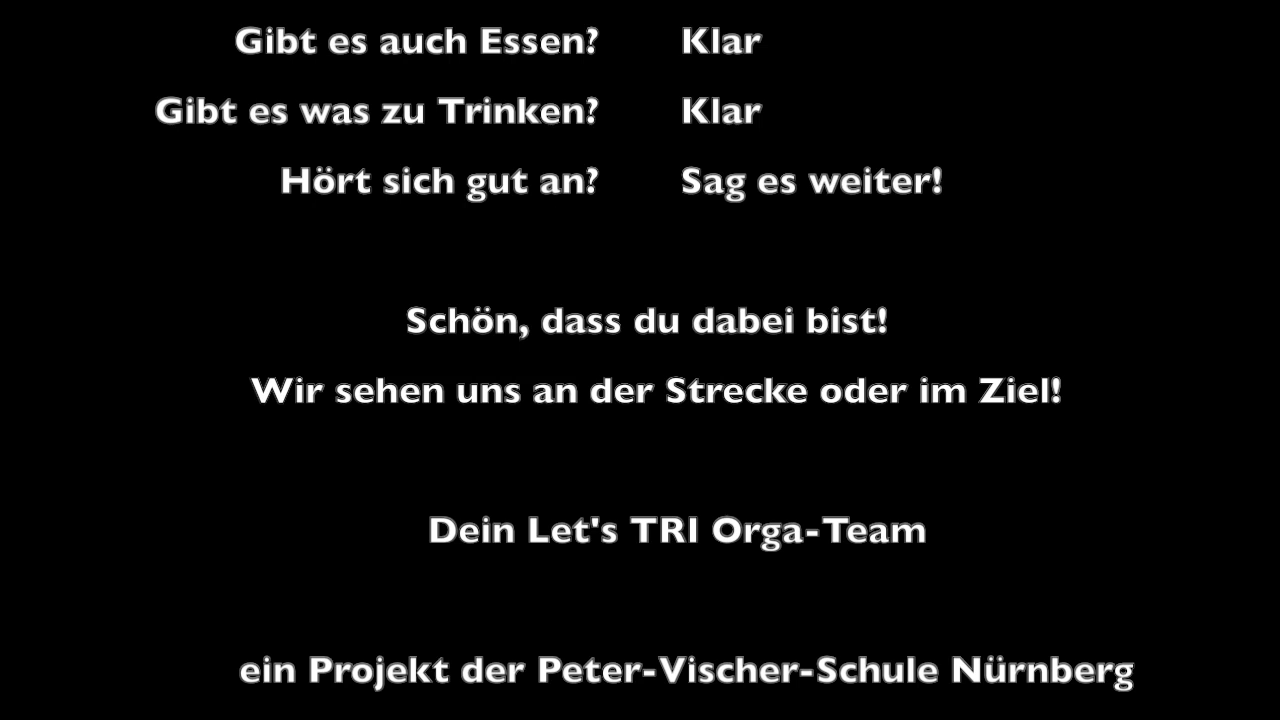 Gibt es auch Essen? Klar
Gibt es was zu Trinken? Klar
Hört sich gut an? Sag es weiter!
Schön, dass du dabei bist!
Wir sehen uns an der Strecke oder im Ziel!
Dein Let's TRI Orga-Team
ein Projekt der Peter-Vischer-Schule Nürnberg